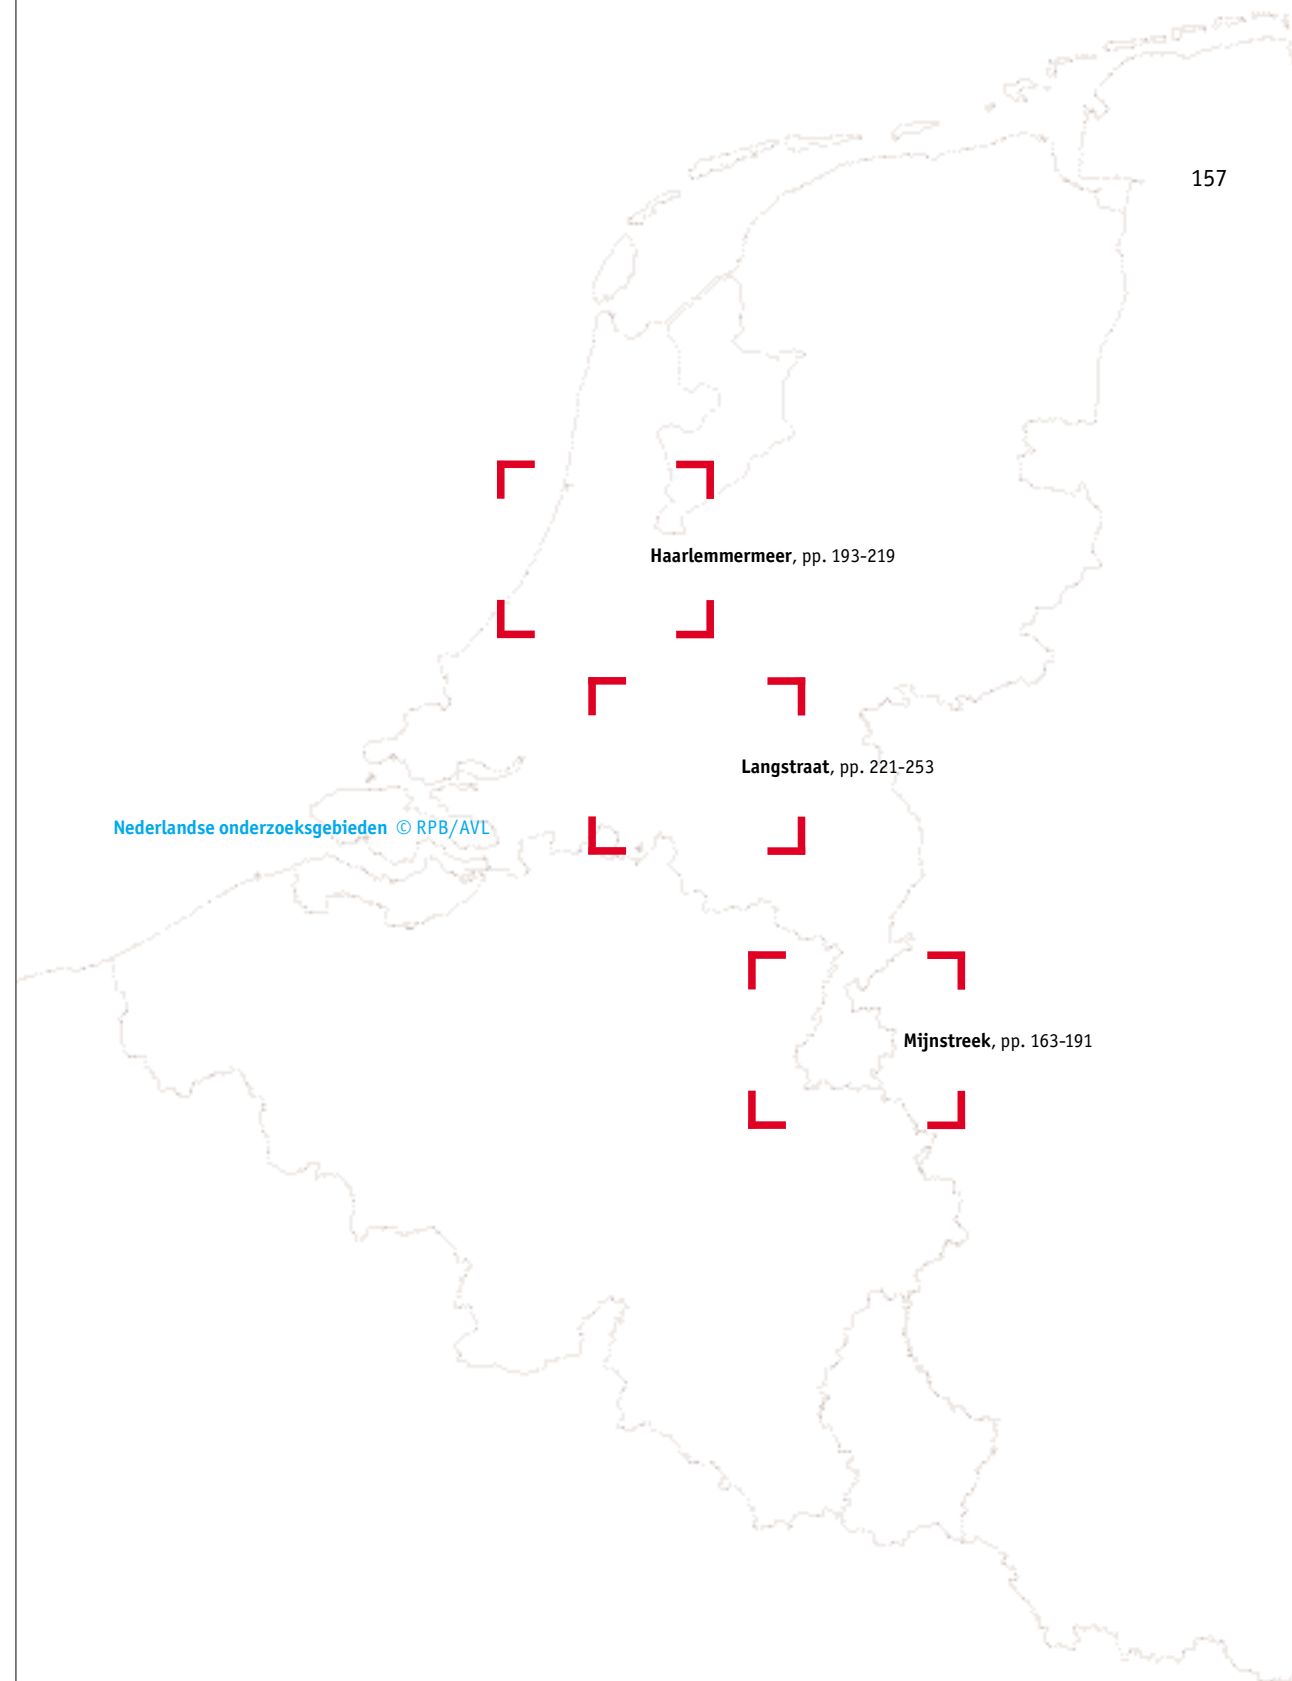 157
Haarlemmermeer, pp. 193-219
Langstraat, pp. 221-253
Nederlandse onderzoeksgebieden © RPB/AVL
Mijnstreek, pp. 163-191